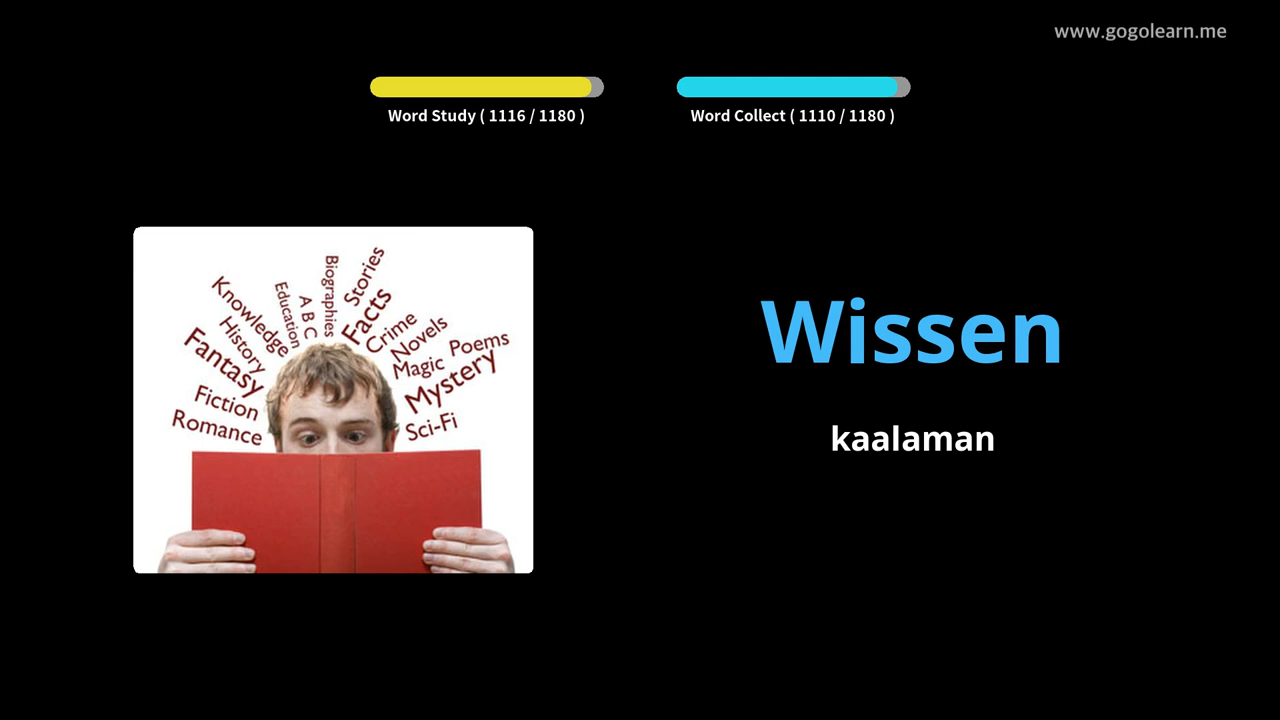 www.gogolearn.me
Word Study ( 1116 / 1180 )
Word Collect ( 1110 / 1180 )
Biographies
Stories
Education
A B C
Facts
Knowledge
Crime
History
Novels
Poems
Fantasy
Magic
Mystery
Fiction
Romance
Sci-Fi
Wissen
kaalaman